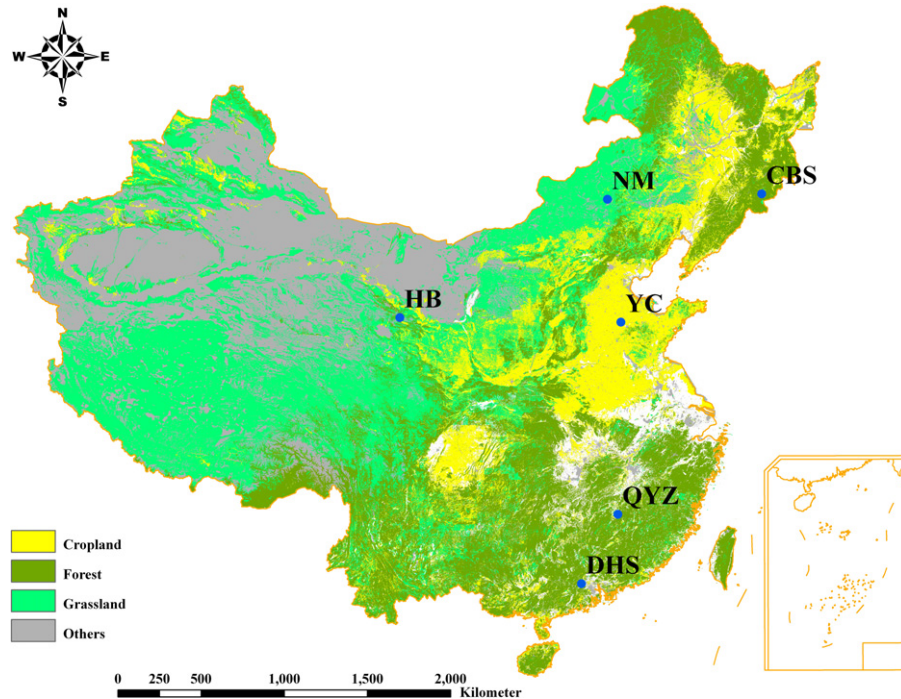 N
W E
S
NM
CBS
HB
YC
QYZ
DHS
Cropland
Forest
Grassland
Others
0 250 500 1,000 1,500 2,000
Kilometer